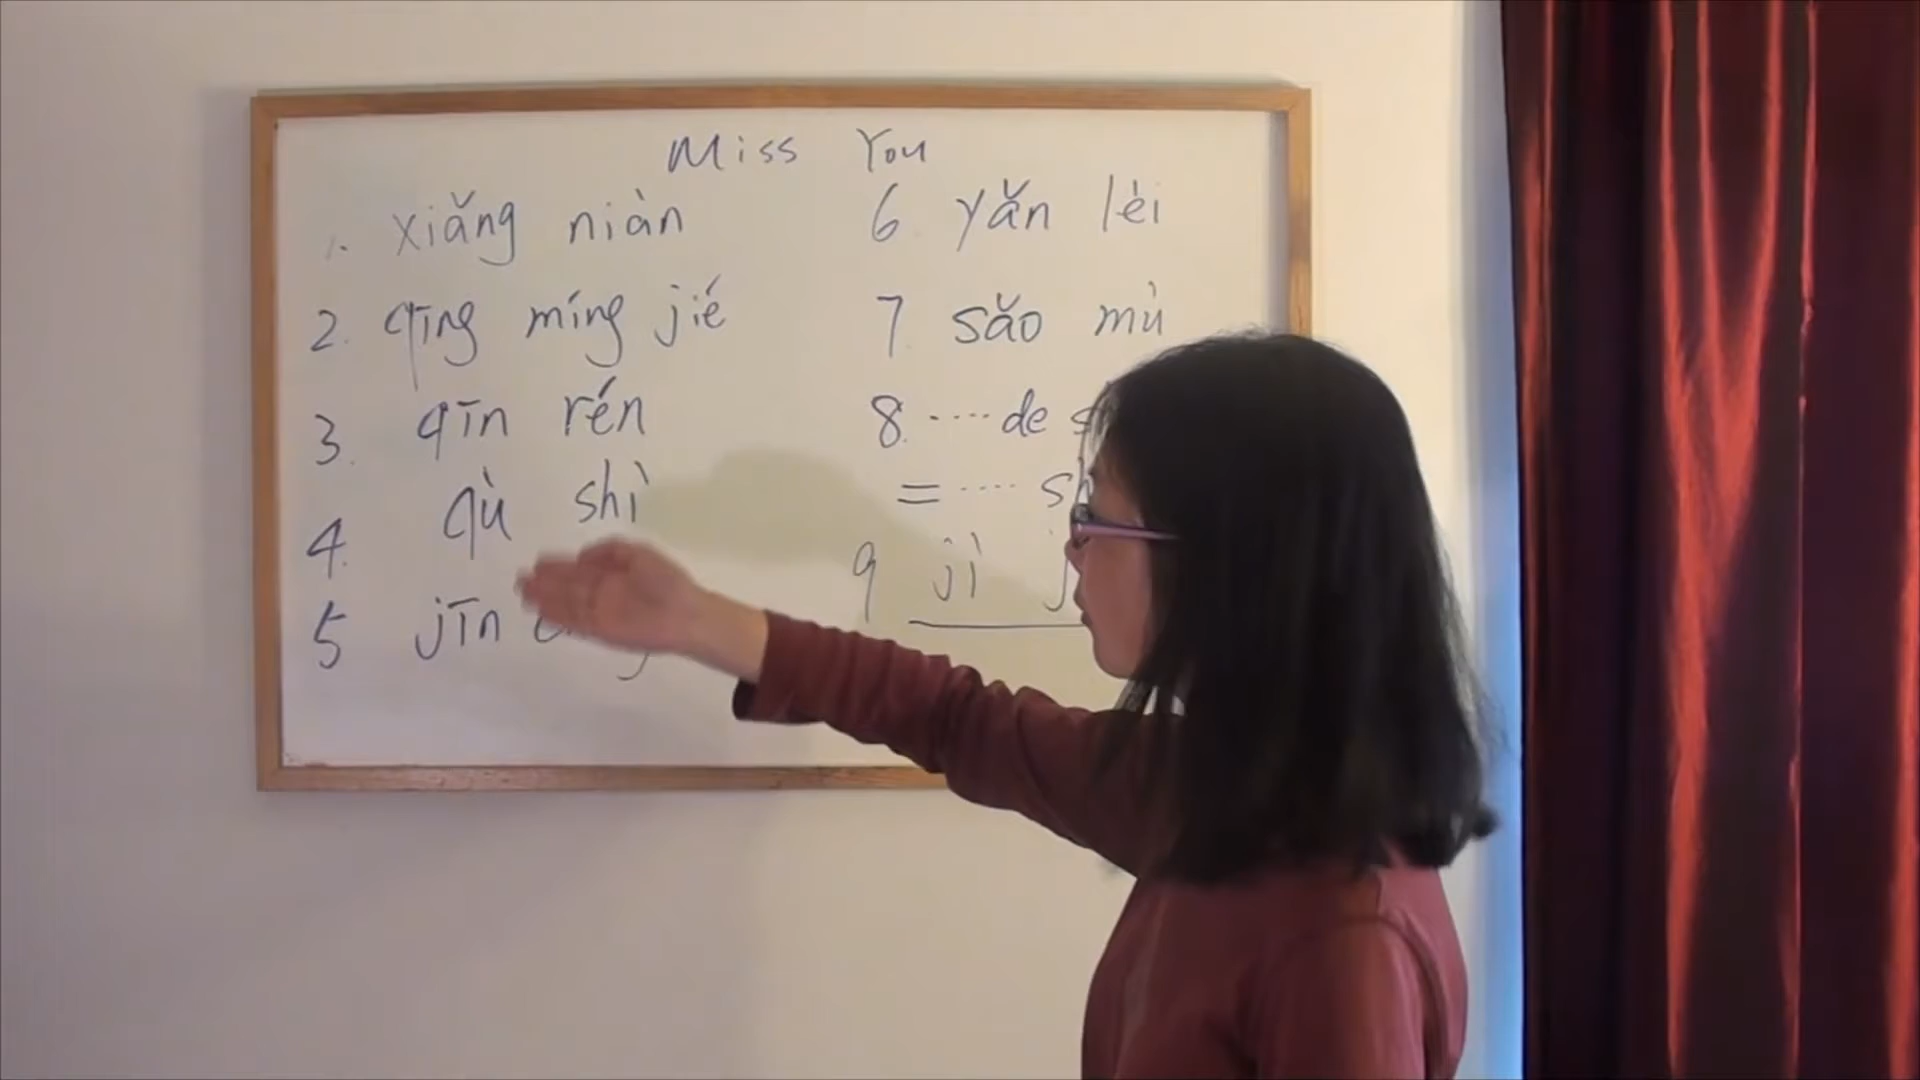 Miss You
1. xiǎng niàn
2. qīng míng jié
3. qīn rén
4. qù shì
5 jīn
6 yǎn lèi
7 sǎo mù
8. .... de
= ....
9 jì